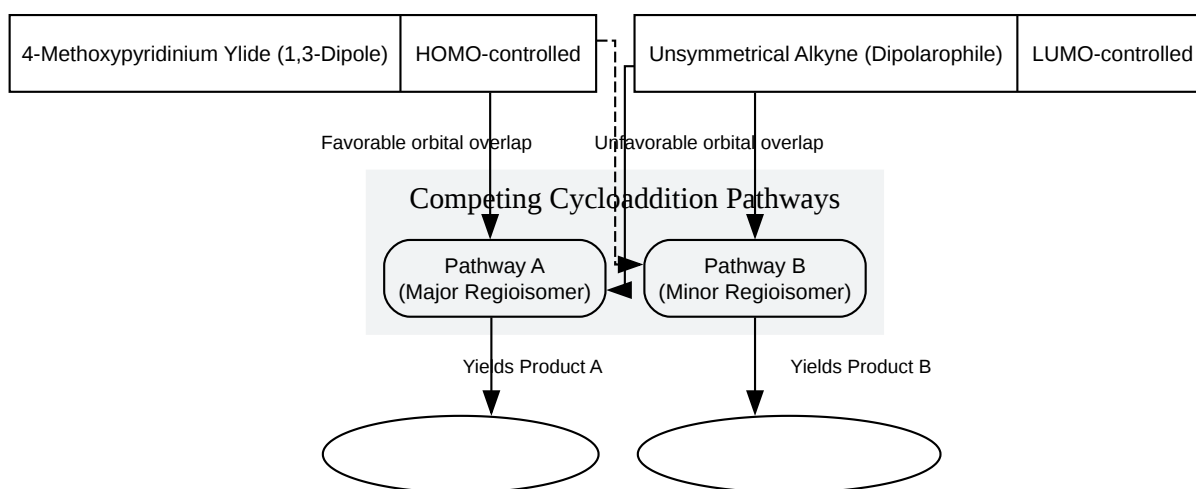 4-Methoxypyridinium Ylide (1,3-Dipole)
HOMO-controlled
Unsymmetrical Alkyne (Dipolarophile)
LUMO-controlled
Favorable orbital overlap
Unfavorable orbital overlap
Competing Cycloaddition Pathways
Pathway A
(Major Regioisomer)
Pathway B
(Minor Regioisomer)
Yields Product A
Yields Product B